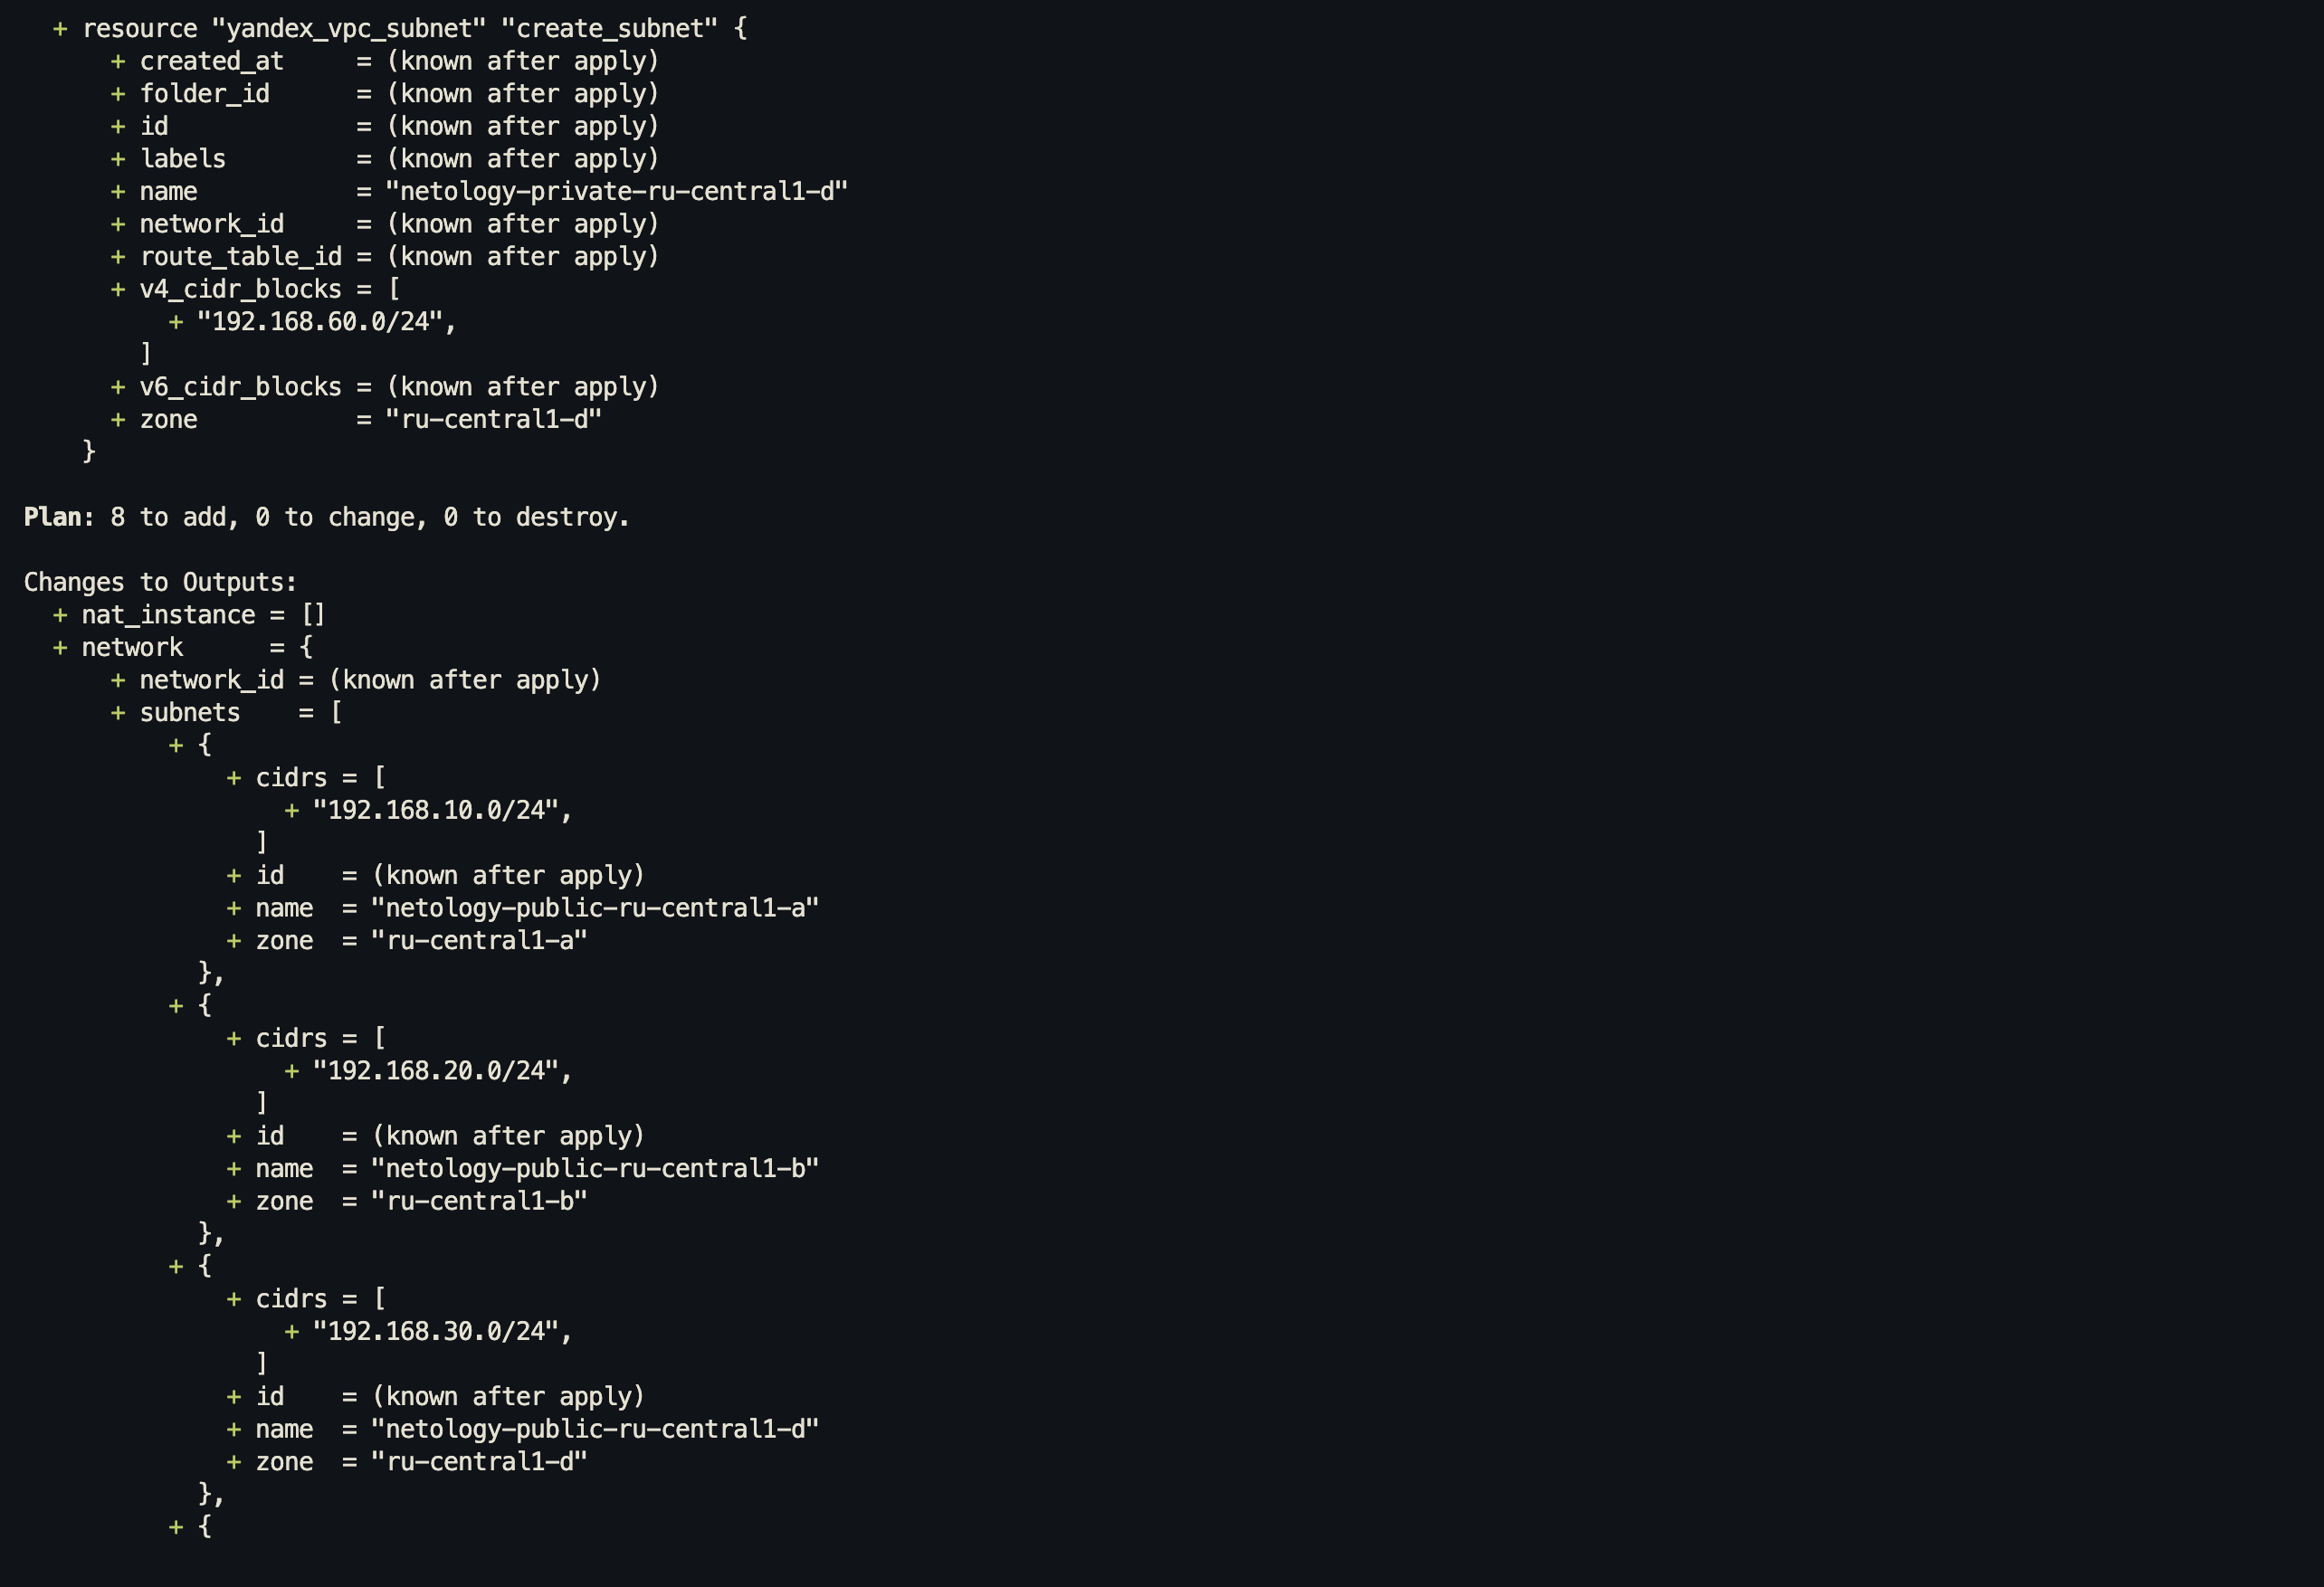 + resource "yandex_vpc_subnet" "create_subnet" {
+ created_at     = (known after apply)
+ folder_id      = (known after apply)
+ id             = (known after apply)
+ labels         = (known after apply)
+ name           = "netology-private-ru-central1-d"
+ network_id     = (known after apply)
+ route_table_id = (known after apply)
+ v4_cidr_blocks = [
+ "192.168.60.0/24",
]
+ v6_cidr_blocks = (known after apply)
+ zone           = "ru-central1-d"
}
Plan: 8 to add, 0 to change, 0 to destroy.
Changes to Outputs:
+ nat_instance = []
+ network      = {
+ network_id = (known after apply)
+ subnets    = [
+ {
+ cidrs = [
+ "192.168.10.0/24",
]
+ id    = (known after apply)
+ name  = "netology-public-ru-central1-a"
+ zone  = "ru-central1-a"
},
+ {
+ cidrs = [
+ "192.168.20.0/24",
]
+ id    = (known after apply)
+ name  = "netology-public-ru-central1-b"
+ zone  = "ru-central1-b"
},
+ {
+ cidrs = [
+ "192.168.30.0/24",
]
+ id    = (known after apply)
+ name  = "netology-public-ru-central1-d"
+ zone  = "ru-central1-d"
},
+ {